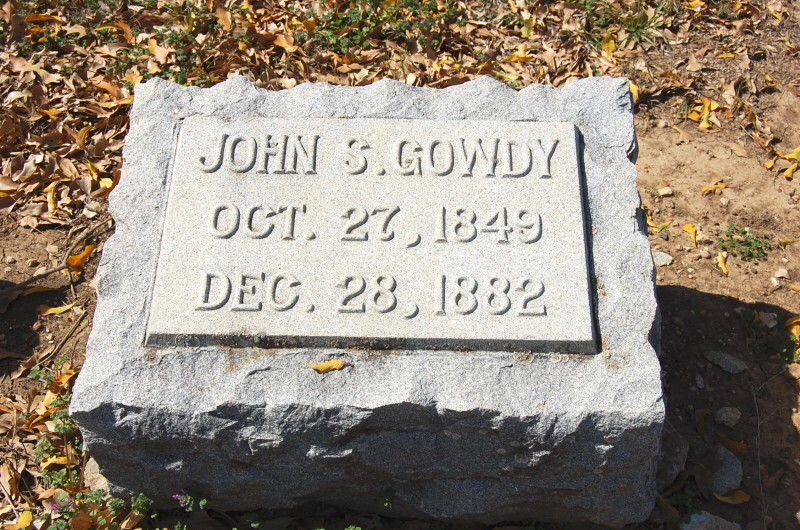 JOHN S. GOWDY
OCT. 27, 1849
DEC. 28, 1882